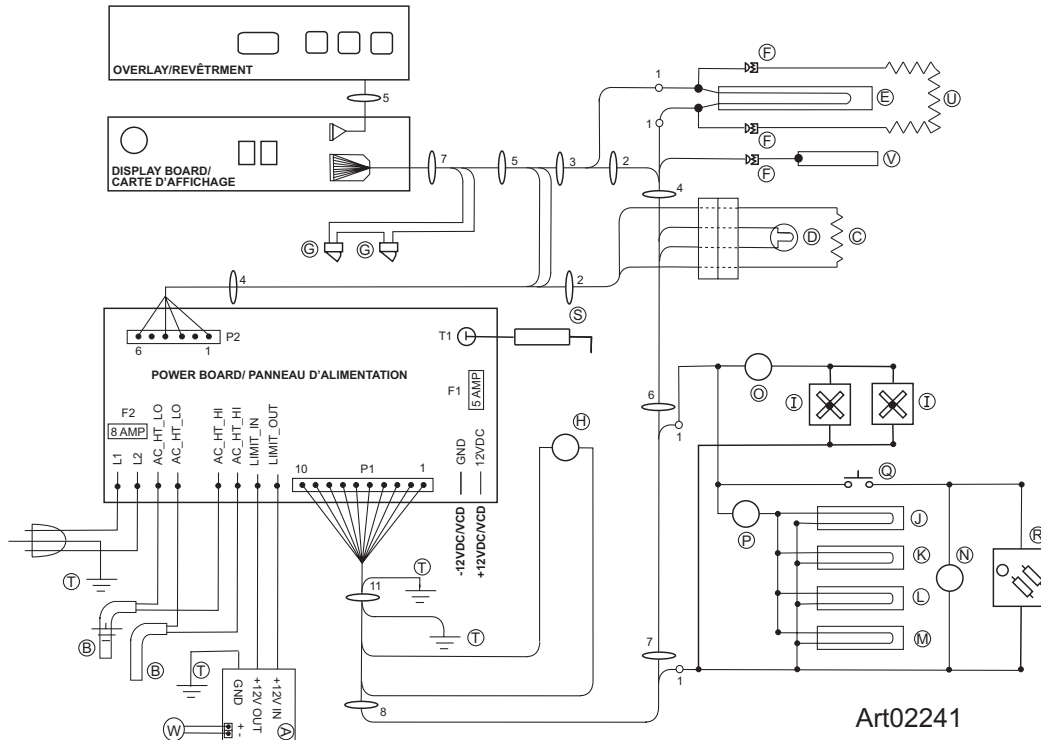 OVERLAY/REVÊTRMENT
5
DISPLAY BOARD/
CARTE D'AFFICHAGE
7
5
3
2
1
1
F
E
U
F
F
V
4
D
C
G
G
4
2
S
6
1
P2
T1
POWER BOARD/ PANNEAU D'ALIMENTATION
F1
5 AMP
F2
8 AMP
L1
L2
AC_HT_LO
AC_HT_LO
AC_HT_HI
AC_HT_HI
LIMIT_IN
LIMIT_OUT
10
P1
1
GND
12VDC
-12VDC/VCD
+12VDC/VCD
H
6
1
O
I
I
Q
P
J
K
L
M
N
R
T
B
B
T
11
T
T
7
1
8
GND
+12V OUT
+12V IN
+ -
W
A
Art02241